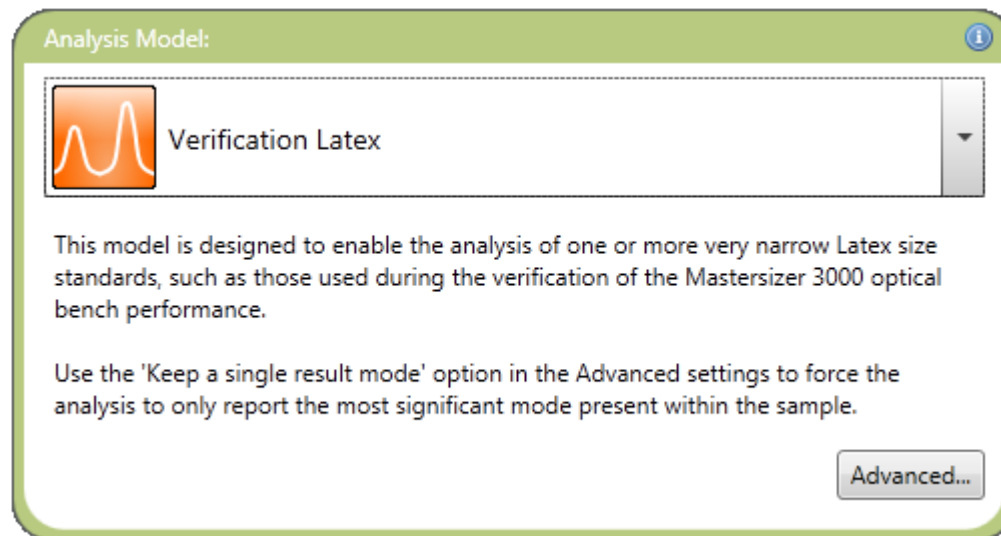 Analysis Model:
Verification Latex
This model is designed to enable the analysis of one or more very narrow Latex size
standards, such as those used during the verification of the Mastersizer 3000 optical
bench performance.
Use the 'Keep a single result mode' option in the Advanced settings to force the
analysis to only report the most significant mode present within the sample.
Advanced...